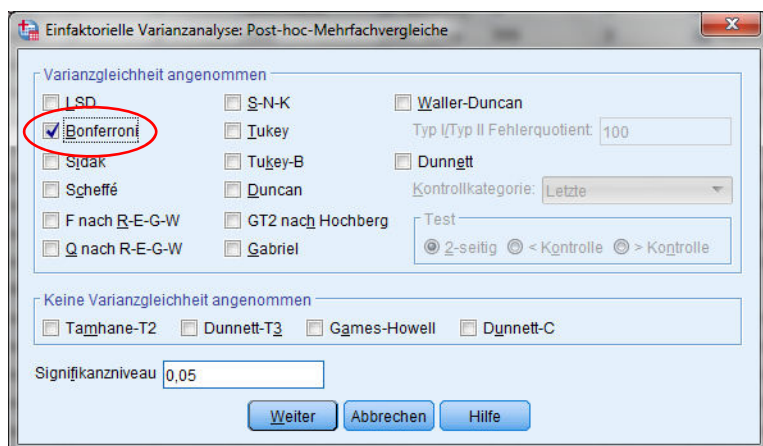 Einfaktorielle Varianzanalyse: Post-hoc-Mehrfachvergleiche
Varianzgleichheit angenommen
LSD
Bonferroni
Sidak
Scheffé
F nach R-E-G-W
Q nach R-E-G-W
S-N-K
Tukey
Tukey-B
Duncan
GT2 nach Hochberg
Gabriel
Waller-Duncan
Typ I/Typ II Fehlerquotient: 100
Dunnett
Kontrollkategorie: Letzte
Test
2-seitig < Kontrolle > Kontrolle
Keine Varianzgleichheit angenommen
Tamhane-T2 Dunnett-T3 Games-Howell Dunnett-C
Signifikanzniveau 0,05
Weiter Abbrechen Hilfe